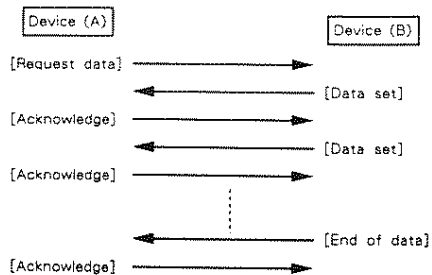 Device (A)
Device (B)
[Request data]
[Data set]
[Acknowledge]
[Data set]
[Acknowledge]
[End of data]
[Acknowledge]